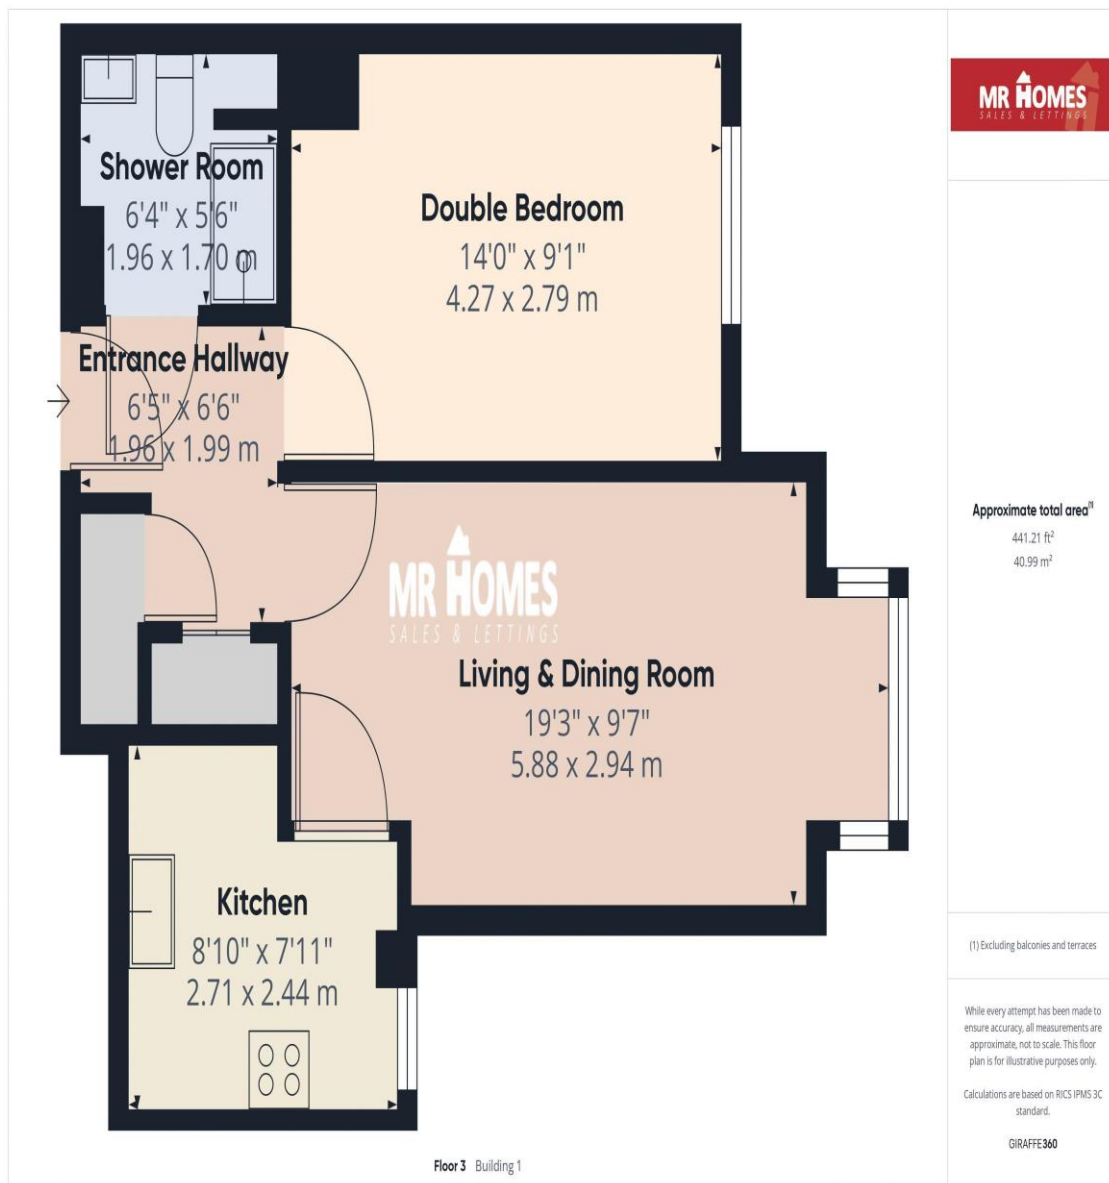 Shower Room
6'4" x 5'6"
1.96 x 1.70 m
Double Bedroom
14'0" x 9'1"
4.27 x 2.79 m
Entrance Hallway
6'5" x 6'6"
1.96 x 1.99 m
MR HOMES
SALES & LETTINGS
Living & Dining Room
19'3" x 9'7"
5.88 x 2.94 m
Kitchen
8'10" x 7'11"
2.71 x 2.44 m
Floor 3 Building 1
MR HOMES
SALES & LETTINGS
Approximate total area(1)
441.21 ft²
40.99 m²
(1) Excluding balconies and terraces
While every attempt has been made to
ensure accuracy, all measurements are
approximate, not to scale. This floor
plan is for illustrative purposes only.
Calculations are based on RICS IPMS 3C
standard.
GIRAFFE360